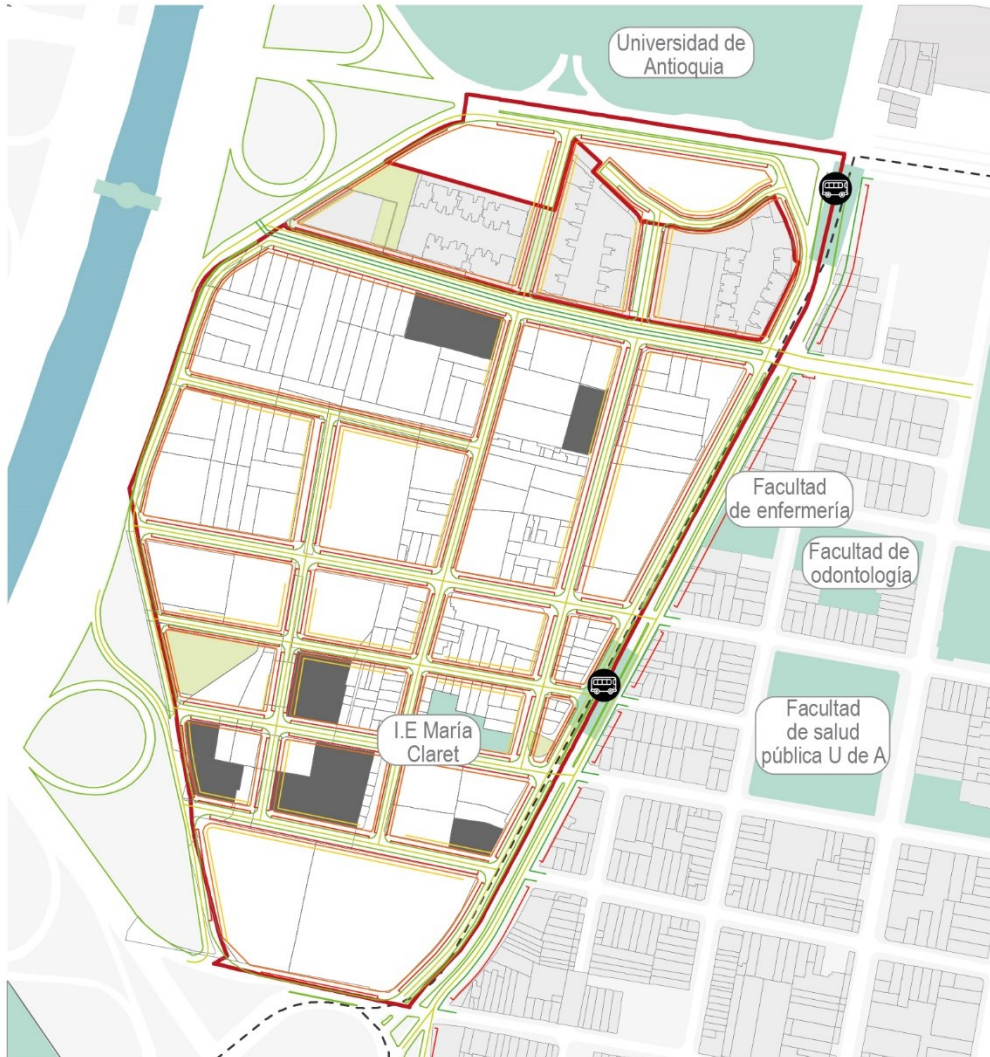 Universidad de
Antioquia
Facultad
de enfermería
Facultad de
odontología
Facultad
de salud
pública U de A
I.E María
Claret